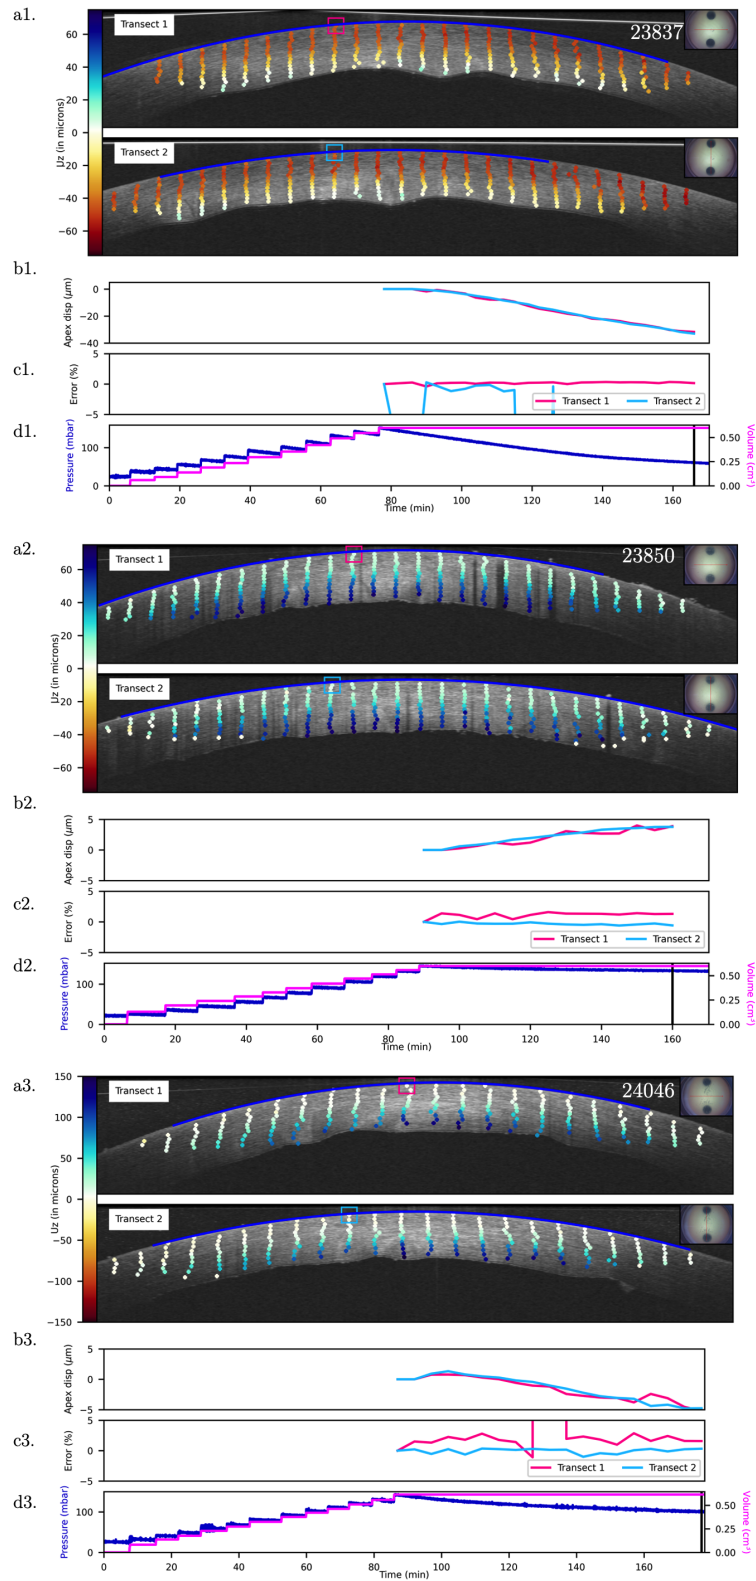 a1.
Transect 1
23837
60
40
20
0
−20
−40
−60
Uz (in microns)
Transect 2
b1.
Apex disp (μm)
0
−20
−40
c1.
Error (%)
5
0
−5
Transect 1 Transect 2
d1.
Pressure (mbar)
100
0
Volume (cm³)
0.50
0.25
0.00
0 20 40 60 80 100 120 140 160
Time (min)
a2.
Transect 1
23850
60
40
20
0
−20
−40
−60
Uz (in microns)
Transect 2
b2.
Apex disp (μm)
5
0
−5
c2.
Error (%)
5
0
−5
Transect 1 Transect 2
d2.
Pressure (mbar)
100
0
Volume (cm³)
0.50
0.25
0.00
0 20 40 60 80 100 120 140 160
Time (min)
a3.
Transect 1
24046
150
100
50
0
−50
−100
−150
Uz (in microns)
Transect 2
b3.
Apex disp (μm)
5
0
−5
c3.
Error (%)
5
0
−5
Transect 1 Transect 2
d3.
Pressure (mbar)
100
0
Volume (cm³)
0.50
0.25
0.00
0 20 40 60 80 100 120 140 160
Time (min)